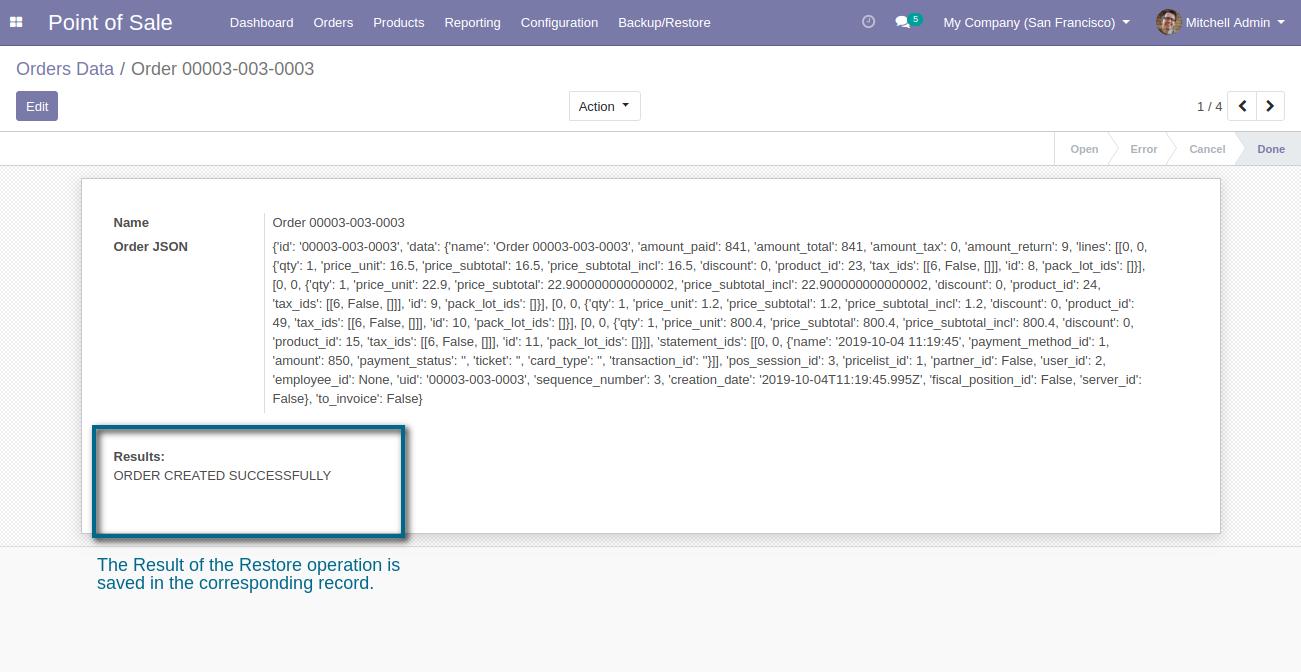 Point of Sale Dashboard Orders Products Reporting Configuration Backup/Restore 5 My Company (San Francisco) Mitchell Admin
Orders Data / Order 00003-003-0003
Edit Action 1 / 4
Open Error Cancel Done
Name Order 00003-003-0003
Order JSON {'id': '00003-003-0003', 'data': {'name': 'Order 00003-003-0003', 'amount_paid': 841, 'amount_total': 841, 'amount_tax': 0, 'amount_return': 9, 'lines': [[0, 0,
{'qty': 1, 'price_unit': 16.5, 'price_subtotal': 16.5, 'price_subtotal_incl': 16.5, 'discount': 0, 'product_id': 23, 'tax_ids': [[6, False, []]], 'id': 8, 'pack_lot_ids': []}],
[0, 0, {'qty': 1, 'price_unit': 22.9, 'price_subtotal': 22.900000000000002, 'price_subtotal_incl': 22.900000000000002, 'discount': 0, 'product_id': 24,
'tax_ids': [[6, False, []]], 'id': 9, 'pack_lot_ids': []}], [0, 0, {'qty': 1, 'price_unit': 1.2, 'price_subtotal': 1.2, 'price_subtotal_incl': 1.2, 'discount': 0, 'product_id':
49, 'tax_ids': [[6, False, []]], 'id': 10, 'pack_lot_ids': []}], [0, 0, {'qty': 1, 'price_unit': 800.4, 'price_subtotal': 800.4, 'price_subtotal_incl': 800.4, 'discount': 0,
'product_id': 15, 'tax_ids': [[6, False, []]], 'id': 11, 'pack_lot_ids': []}]], 'statement_ids': [[0, 0, {'name': '2019-10-04 11:19:45', 'payment_method_id': 1,
'amount': 850, 'payment_status': '', 'ticket': '', 'card_type': '', 'transaction_id': ''}]], 'pos_session_id': 3, 'pricelist_id': 1, 'partner_id': False, 'user_id': 2,
'employee_id': None, 'uid': '00003-003-0003', 'sequence_number': 3, 'creation_date': '2019-10-04T11:19:45.995Z', 'fiscal_position_id': False, 'server_id':
False}, 'to_invoice': False}
Results:
ORDER CREATED SUCCESSFULLY
The Result of the Restore operation is
saved in the corresponding record.